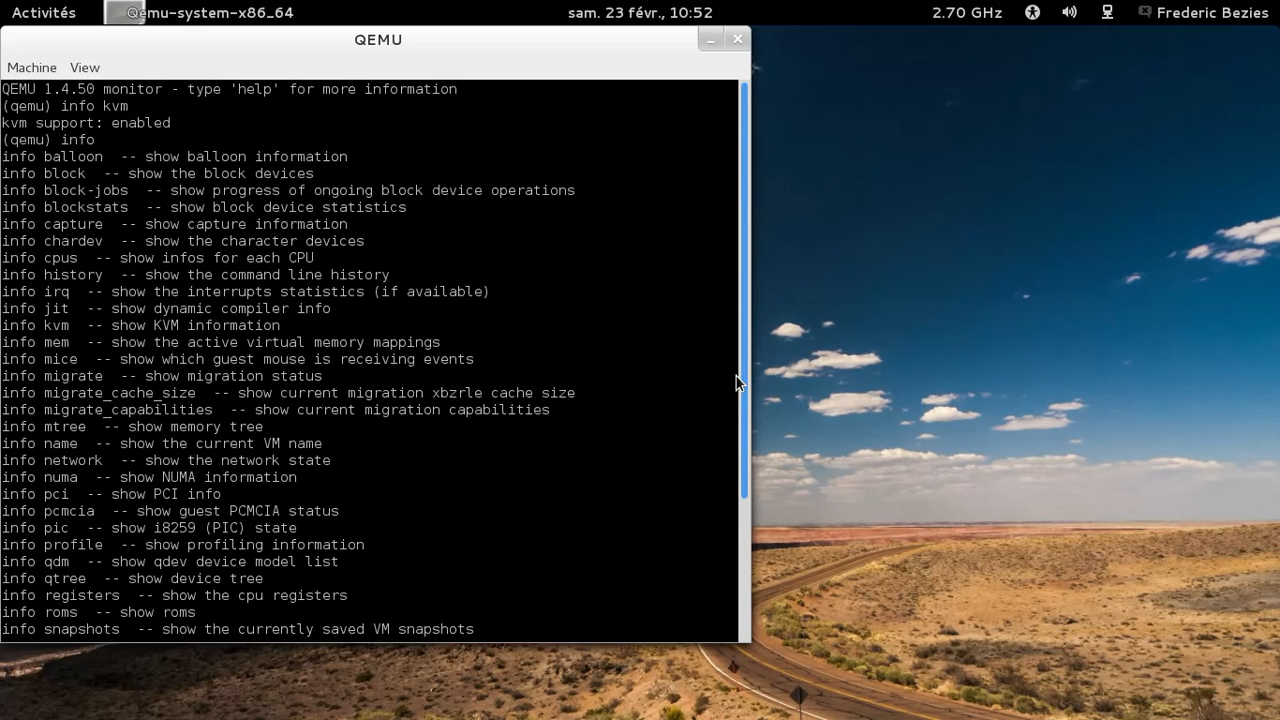 Activités
Qemu-system-x86_64
sam. 23 févr., 10:52
2.70 GHz
Frederic Bezies
QEMU
Machine View
QEMU 1.4.50 monitor - type 'help' for more information
(qemu) info kvm
kvm support: enabled
(qemu) info
info balloon  -- show balloon information
info block  -- show the block devices
info block-jobs  -- show progress of ongoing block device operations
info blockstats  -- show block device statistics
info capture  -- show capture information
info chardev  -- show the character devices
info cpus  -- show infos for each CPU
info history  -- show the command line history
info irq  -- show the interrupts statistics (if available)
info jit  -- show dynamic compiler info
info kvm  -- show KVM information
info mem  -- show the active virtual memory mappings
info mice  -- show which guest mouse is receiving events
info migrate  -- show migration status
info migrate_cache_size  -- show current migration xbzrle cache size
info migrate_capabilities  -- show current migration capabilities
info mtree  -- show memory tree
info name  -- show the current VM name
info network  -- show the network state
info numa  -- show NUMA information
info pci  -- show PCI info
info pcmcia  -- show guest PCMCIA status
info pic  -- show i8259 (PIC) state
info profile  -- show profiling information
info qdm  -- show qdev device model list
info qtree  -- show device tree
info registers  -- show the cpu registers
info roms  -- show roms
info snapshots  -- show the currently saved VM snapshots